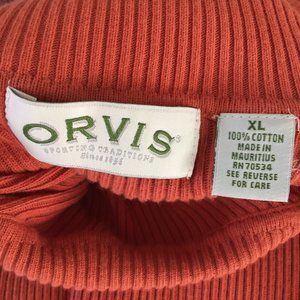 ORVIS®
SPORTING TRADITIONS
Since 1856
XL
100% COTTON
MADE IN
MAURITIUS
RN 70534
SEE REVERSE
FOR CARE